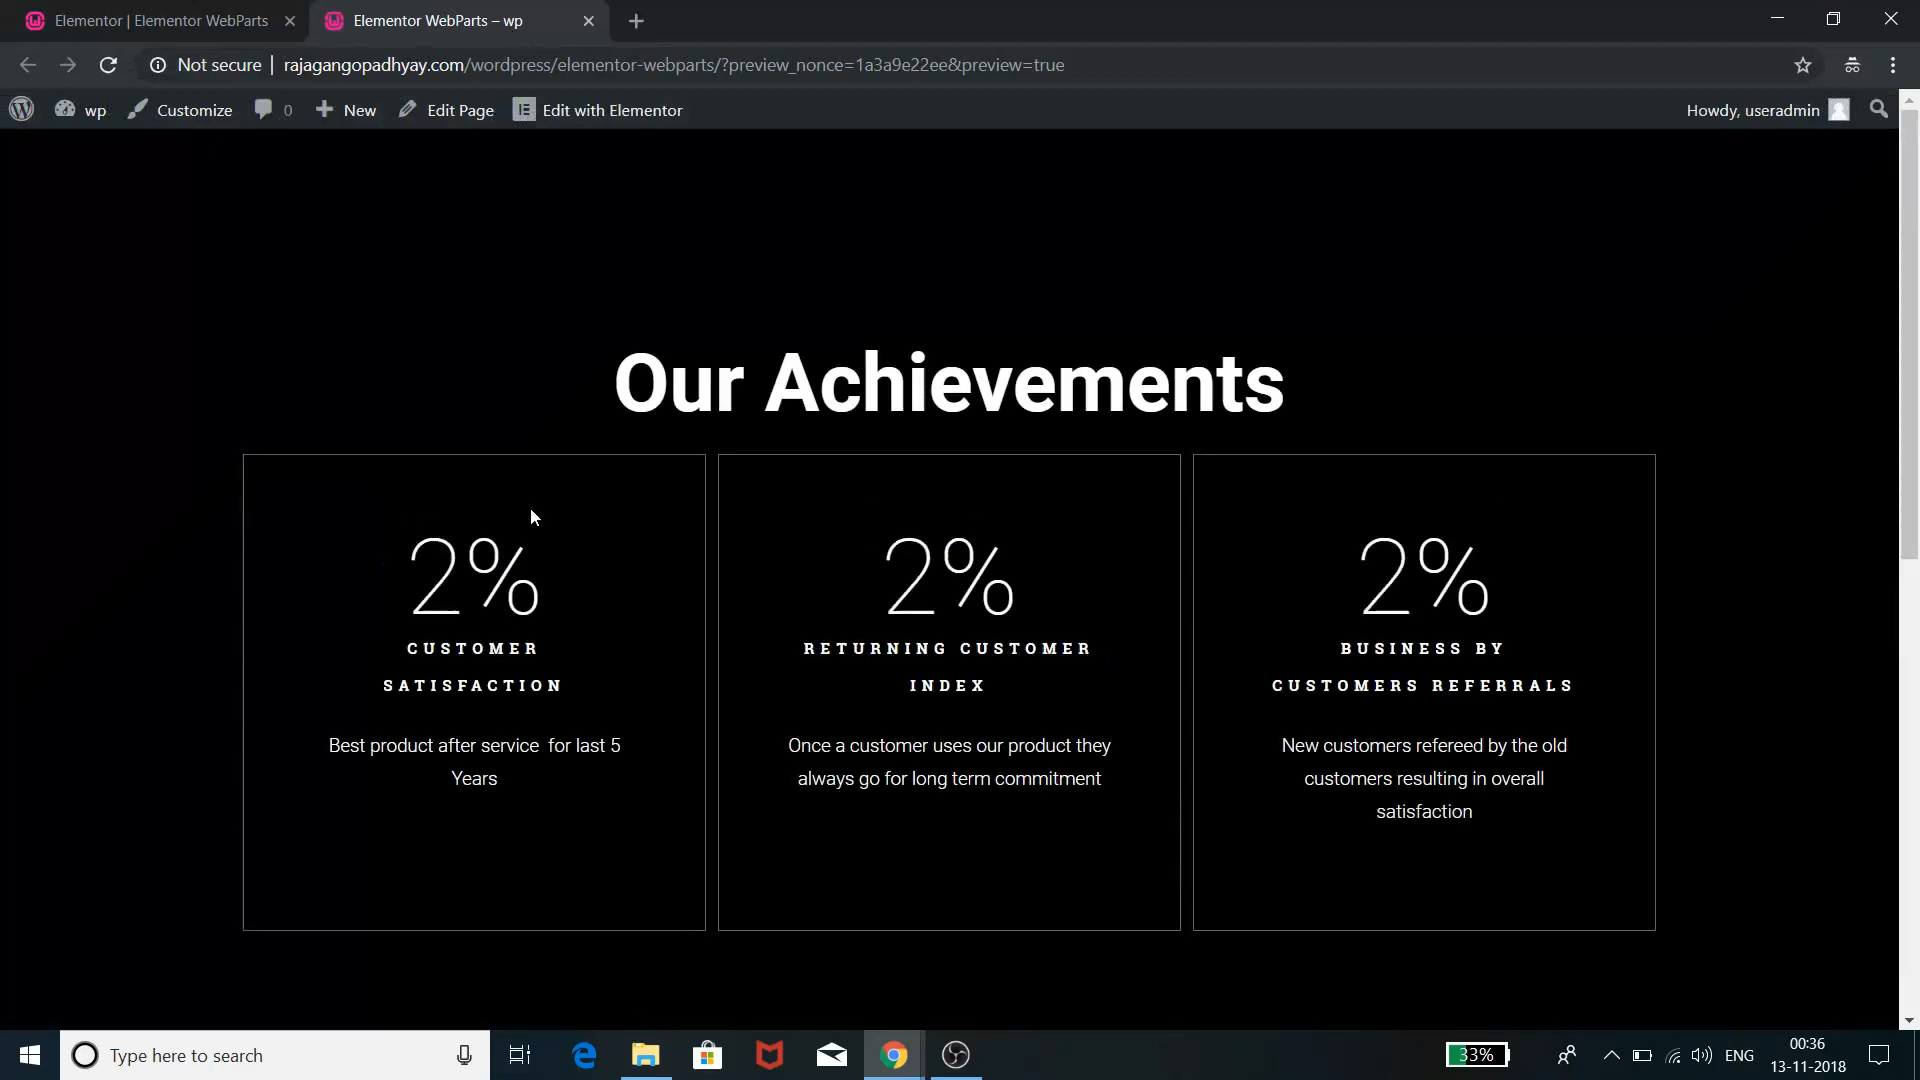 Elementor | Elementor WebParts
Elementor WebParts – wp
Not secure | rajagangopadhyay.com/wordpress/elementor-webparts/?preview_nonce=1a3a9e22ee&preview=true
wp Customize 0 New Edit Page Edit with Elementor Howdy, useradmin
Our Achievements
2%
CUSTOMER
SATISFACTION
Best product after service for last 5
Years
2%
RETURNING CUSTOMER
INDEX
Once a customer uses our product they
always go for long term commitment
2%
BUSINESS BY
CUSTOMERS REFERRALS
New customers refereed by the old
customers resulting in overall
satisfaction
Type here to search
33%
ENG
00:36
13-11-2018